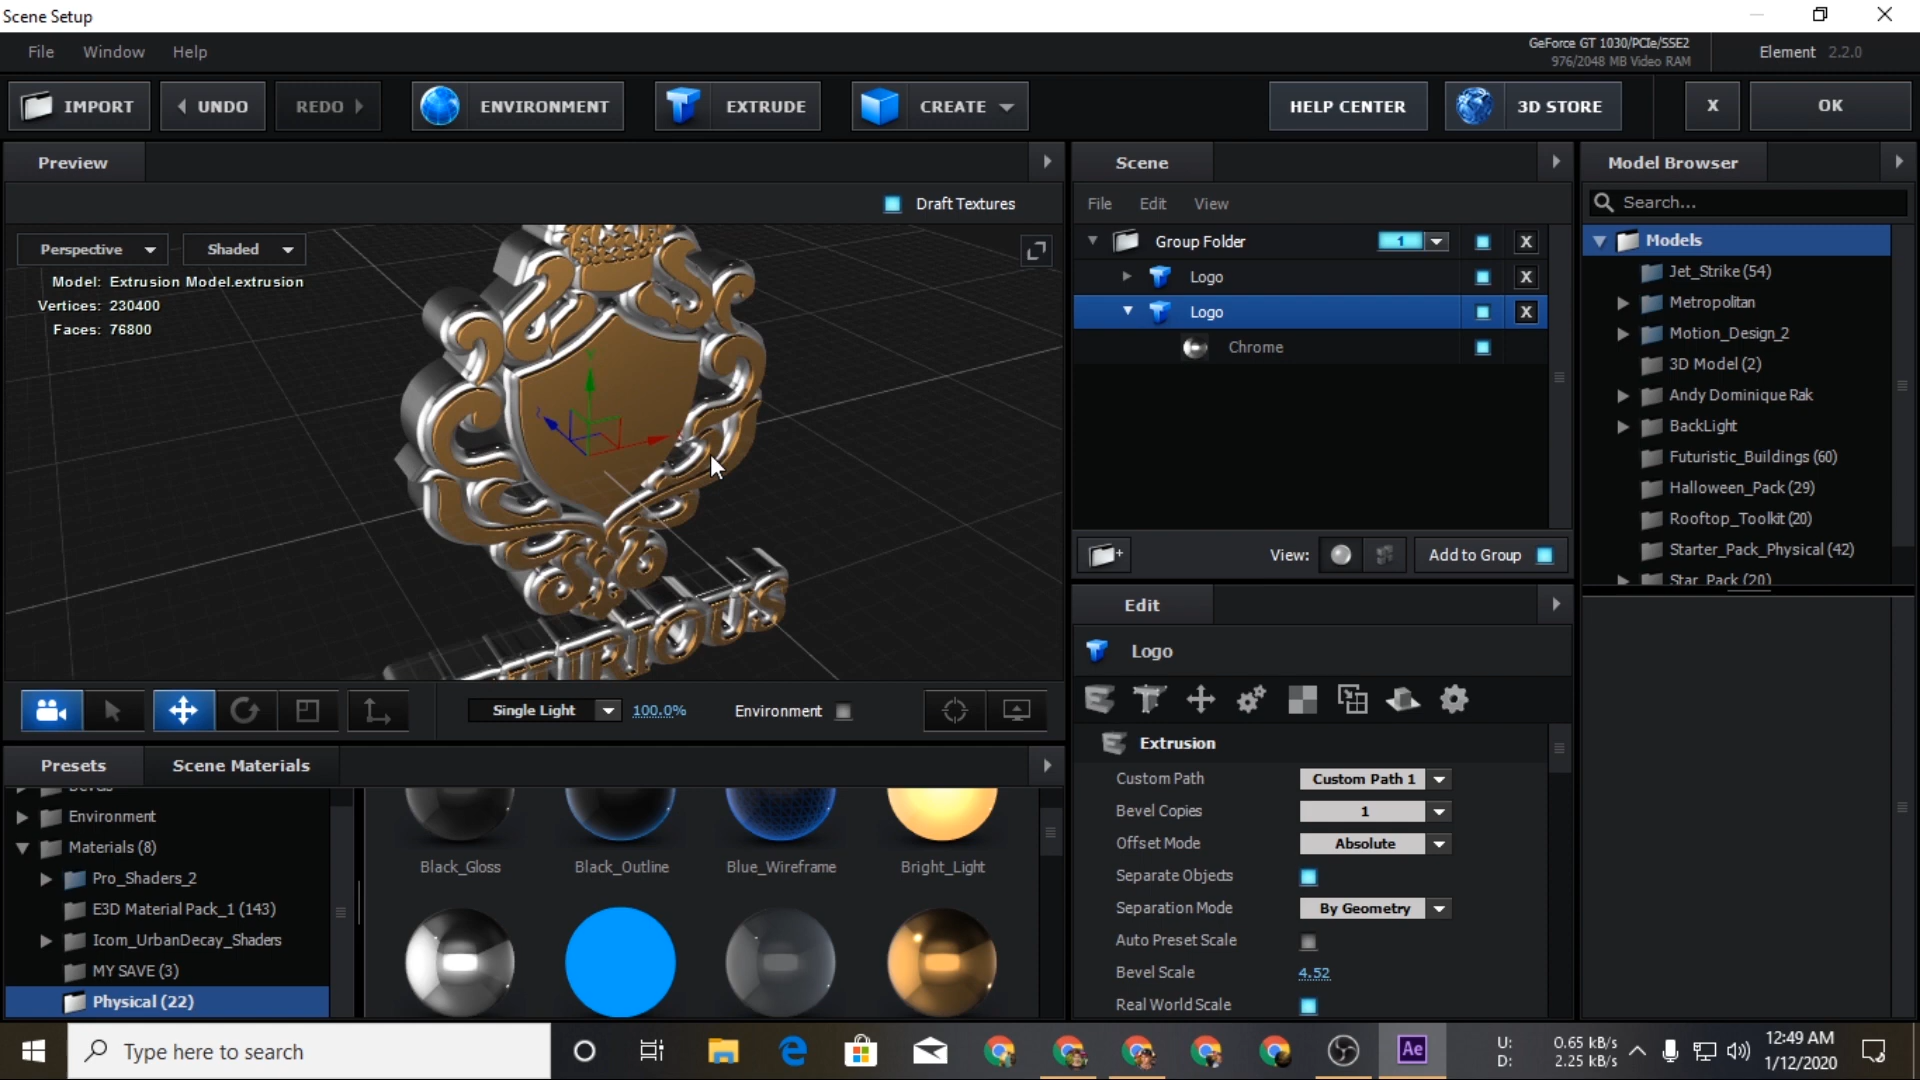 Scene Setup
File Window Help
GeForce GT 1030/PCIe/SSE2
976/2048 MB Video RAM
Element 2.2.0
IMPORT UNDO REDO ENVIRONMENT EXTRUDE CREATE HELP CENTER 3D STORE X OK
Preview
Draft Textures
Perspective Shaded
Model: Extrusion Model.extrusion
Vertices: 230400
Faces: 76800
Single Light 100.0% Environment
Scene
File Edit View
Group Folder 1 X
Logo X
Logo X
Chrome
View: Add to Group
Edit
Logo
Extrusion
Custom Path Custom Path 1
Bevel Copies 1
Offset Mode Absolute
Separate Objects
Separation Mode By Geometry
Auto Preset Scale
Bevel Scale 4.52
Real World Scale
Model Browser
Search...
Models
Jet_Strike (54)
Metropolitan
Motion_Design_2
3D Model (2)
Andy Dominique Rak
BackLight
Futuristic_Buildings (60)
Halloween_Pack (29)
Rooftop_Toolkit (20)
Starter_Pack_Physical (42)
Star_Pack (20)
Presets Scene Materials
Environment
Materials (8)
Pro_Shaders_2
E3D Material Pack_1 (143)
Icom_UrbanDecay_Shaders
MY SAVE (3)
Physical (22)
Black_Gloss Black_Outline Blue_Wireframe Bright_Light
Type here to search
Ae
U: 0.65 kB/s
D: 2.25 kB/s
12:49 AM
1/12/2020